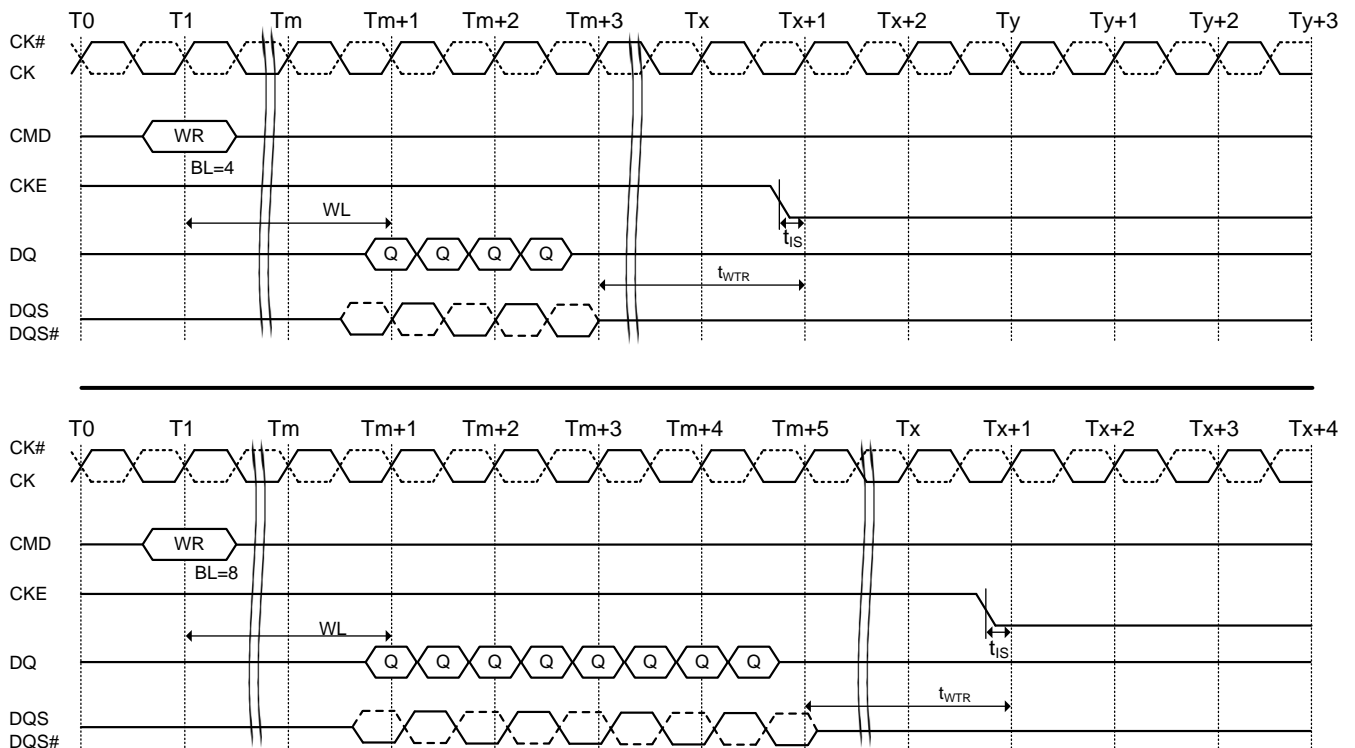 T0 T1 Tm Tm+1 Tm+2 Tm+3 Tx Tx+1 Tx+2 Ty Ty+1 Ty+2 Ty+3
CK#
CK
CMD WR
BL=4
CKE
WL
tIS
DQ Q Q Q Q
tWTR
DQS
DQS#
T0 T1 Tm Tm+1 Tm+2 Tm+3 Tm+4 Tm+5 Tx Tx+1 Tx+2 Tx+3 Tx+4
CK#
CK
CMD WR
BL=8
CKE
WL
tIS
DQ Q Q Q Q Q Q Q Q
tWTR
DQS
DQS#